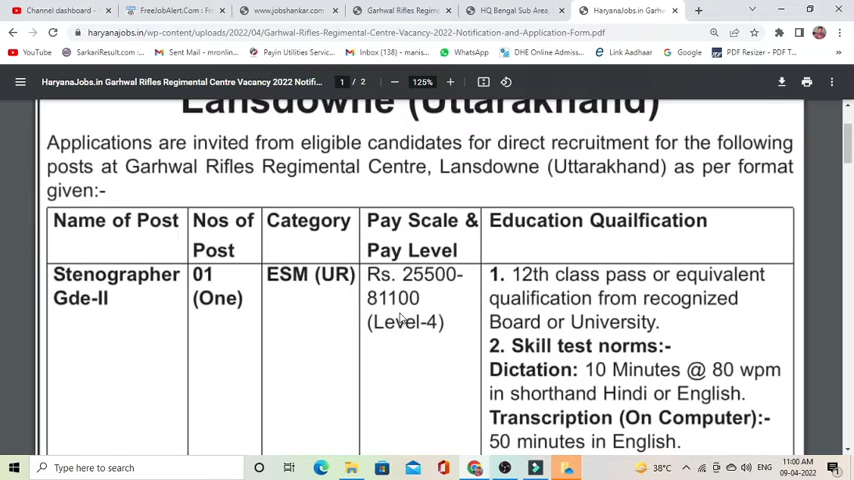 Channel dashboard -
FreeJobAlert.Com : Fre
www.jobshankar.com
Garhwal Rifles Regime
HQ Bengal Sub Area,
HaryanaJobs.in Garhw
haryanajobs.in/wp-content/uploads/2022/04/Garhwal-Rifles-Regimental-Centre-Vacancy-2022-Notification-and-Application-Form.pdf
YouTube
SarkariResult.com :...
Sent Mail - mronline...
Payin Utilities Servic...
Inbox (138) - manis...
WhatsApp
DHE Online Admissi...
Link Aadhaar
Google
PDF Resizer | DT...
PDF to JPG
HaryanaJobs.in Garhwal Rifles Regimental Centre Vacancy 2022 Notifi...
1 / 2
125%
Lansdowne (Uttarakhand)
Applications are invited from eligible candidates for direct recruitment for the following
posts at Garhwal Rifles Regimental Centre, Lansdowne (Uttarakhand) as per format
given:-
Name of Post
Nos of
Post
Category
Pay Scale &
Pay Level
Education Quailfication
Stenographer
Gde-II
01
(One)
ESM (UR)
Rs. 25500-
81100
(Level-4)
1. 12th class pass or equivalent
qualification from recognized
Board or University.
2. Skill test norms:-
Dictation: 10 Minutes @ 80 wpm
in shorthand Hindi or English.
Transcription (On Computer):-
50 minutes in English.
Type here to search
38°C
ENG
11:00 AM
09-04-2022